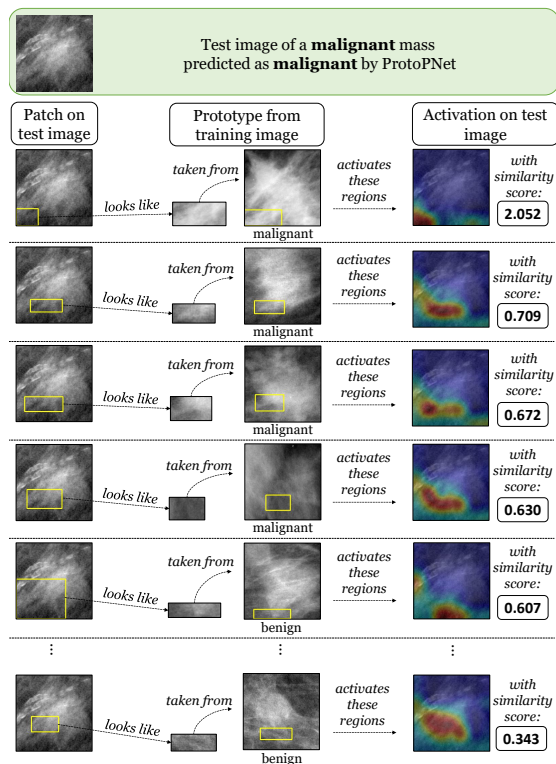 Test image of a malignant mass
predicted as malignant by ProtoPNet
Patch on
test image
Prototype from
training image
Activation on test
image
looks like
taken from
malignant
activates
these
regions
with
similarity
score:
2.052
looks like
taken from
malignant
activates
these
regions
with
similarity
score:
0.709
looks like
taken from
malignant
activates
these
regions
with
similarity
score:
0.672
looks like
taken from
malignant
activates
these
regions
with
similarity
score:
0.630
looks like
taken from
benign
activates
these
regions
with
similarity
score:
0.607
⋮ ⋮ ⋮
looks like
taken from
benign
activates
these
regions
with
similarity
score:
0.343